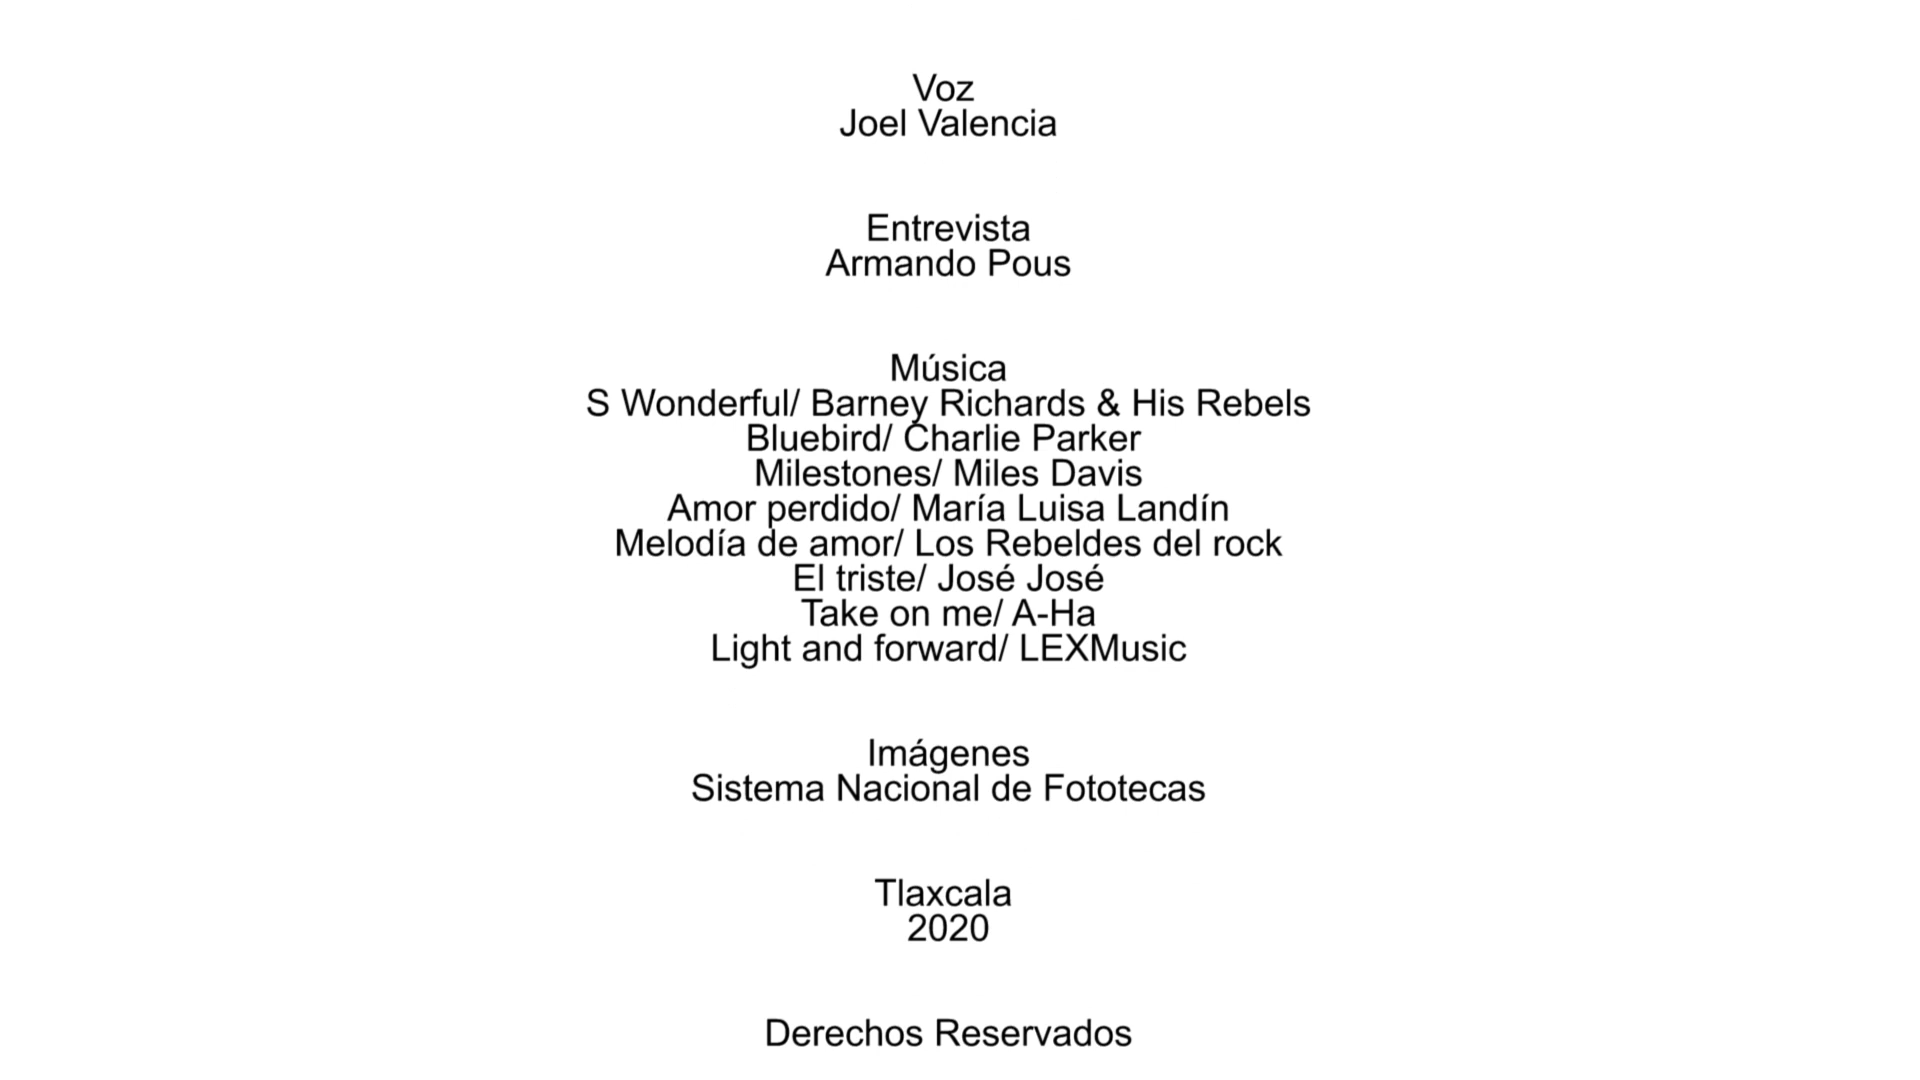 Voz
Joel Valencia
Entrevista
Armando Pous
Música
S Wonderful/ Barney Richards & His Rebels
Bluebird/ Charlie Parker
Milestones/ Miles Davis
Amor perdido/ María Luisa Landín
Melodía de amor/ Los Rebeldes del rock
El triste/ José José
Take on me/ A-Ha
Light and forward/ LEXMusic
Imágenes
Sistema Nacional de Fototecas
Tlaxcala
2020
Derechos Reservados